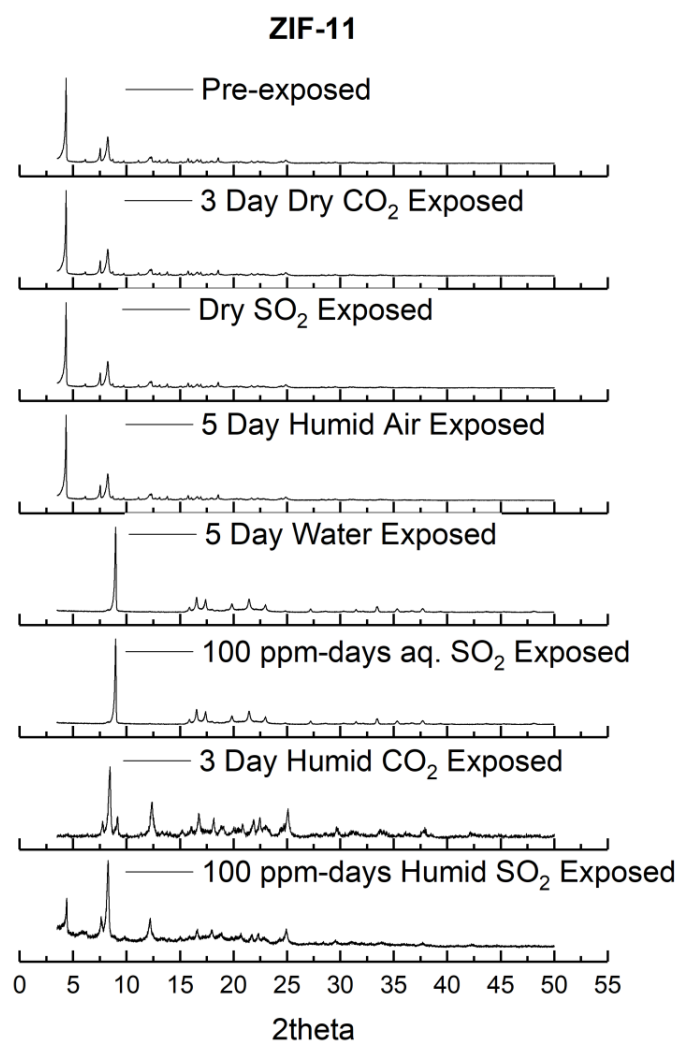 ZIF-11
Pre-exposed
3 Day Dry CO₂ Exposed
Dry SO₂ Exposed
5 Day Humid Air Exposed
5 Day Water Exposed
100 ppm-days aq. SO₂ Exposed
3 Day Humid CO₂ Exposed
100 ppm-days Humid SO₂ Exposed
0 5 10 15 20 25 30 35 40 45 50 55
2theta